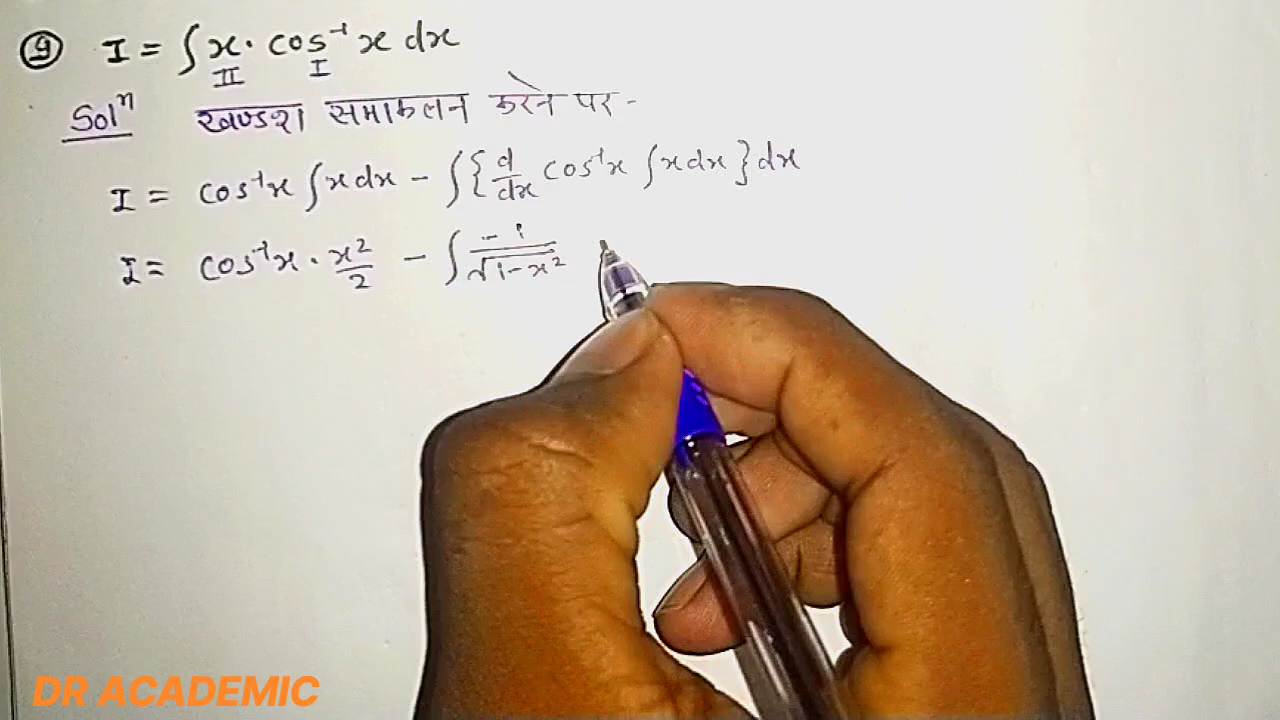 9 I = ∫ x · cos⁻¹ x dx
II I
Solⁿ खण्डश समाकलन करने पर -
I = cos⁻¹x ∫x dx - ∫{ d/dx cos⁻¹x ∫x dx } dx
I = cos⁻¹x · x²/2 - ∫ -1/√1-x²
DR ACADEMIC